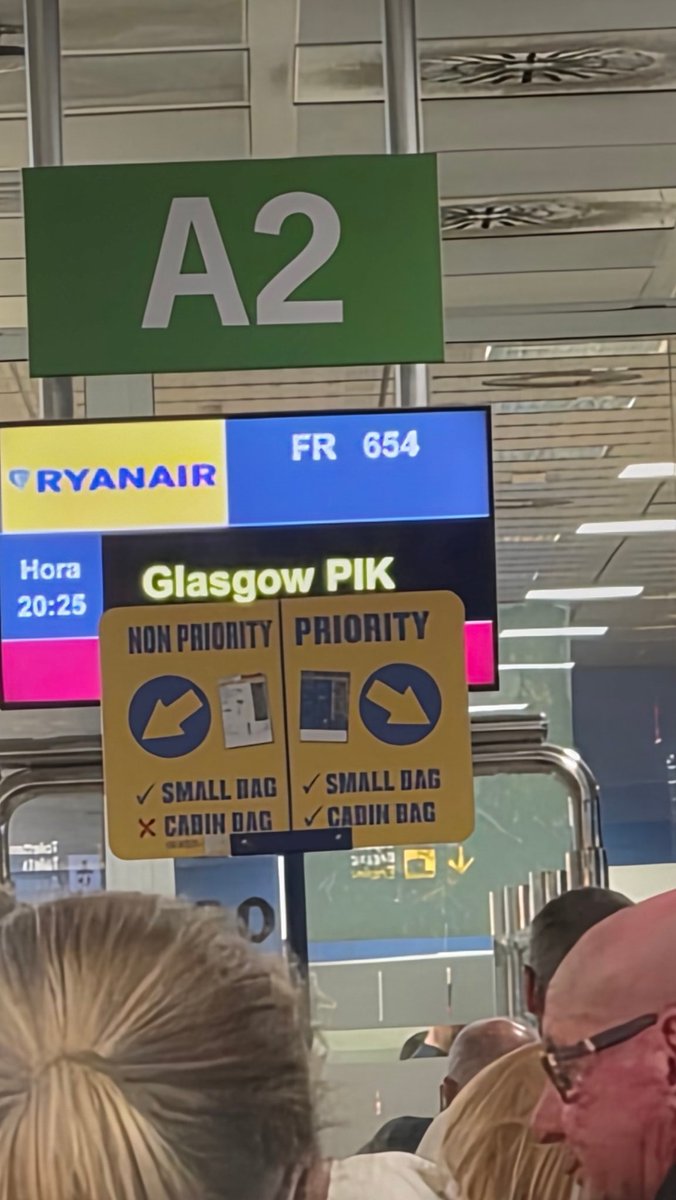 A2
RYANAIR
FR 654
Hora
20:25
Glasgow PIK
NON PRIORITY
PRIORITY
✓ SMALL BAG
✗ CABIN BAG
✓ SMALL BAG
✓ CABIN BAG